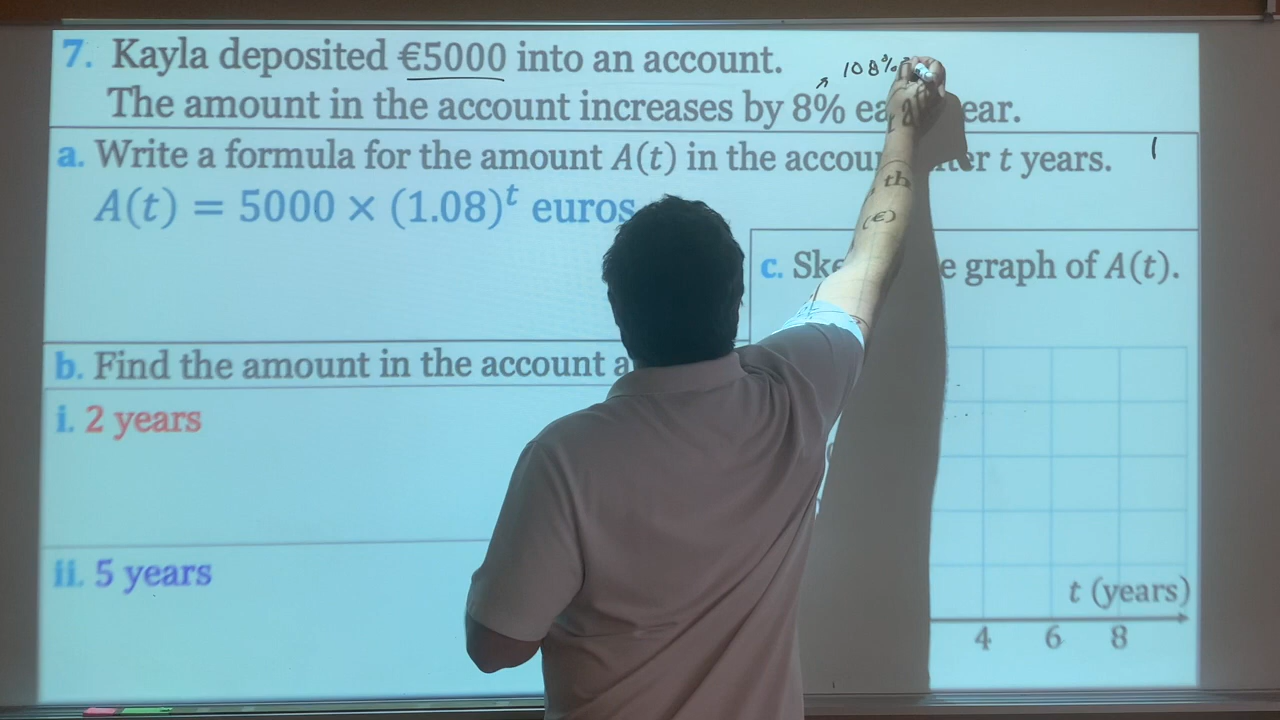 7. Kayla deposited €5000 into an account.
108%
The amount in the account increases by 8% ea ear.
a. Write a formula for the amount A(t) in the accou er t years.
A(t) = 5000 × (1.08)^t euros
c. Ske e graph of A(t).
th
(€)
b. Find the amount in the account a
i. 2 years
ii. 5 years
t (years)
4 6 8